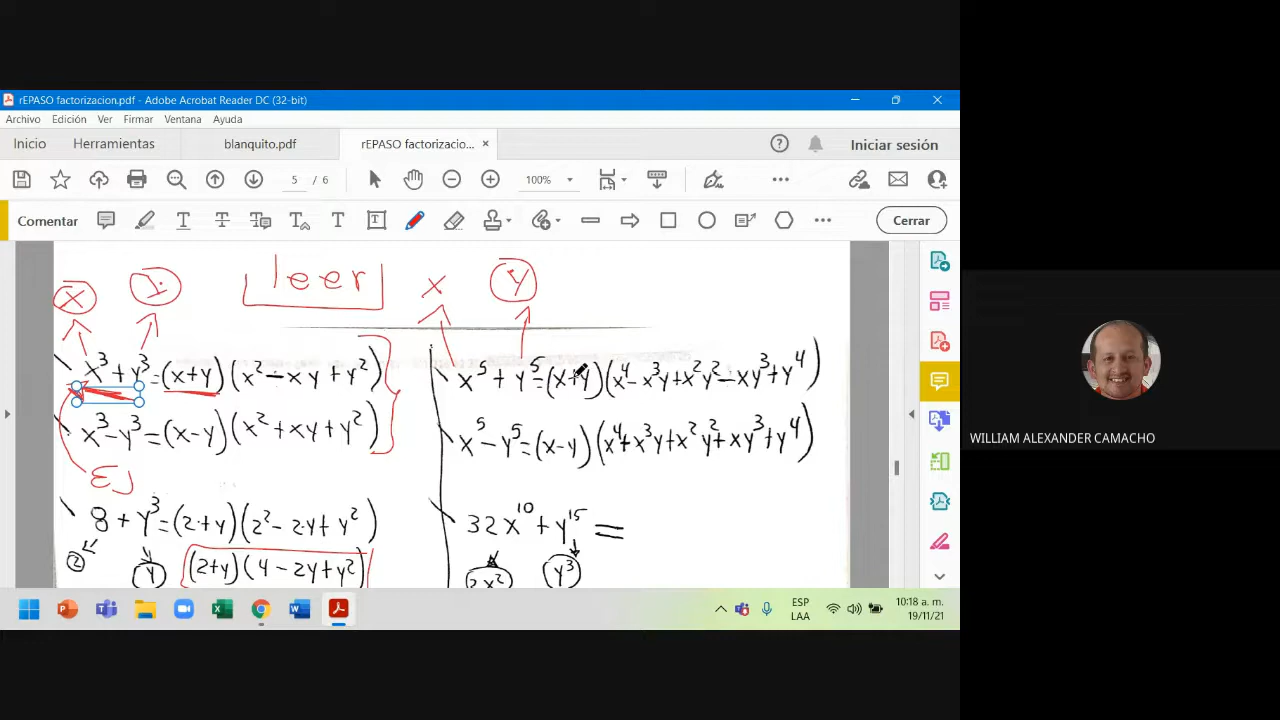 rEPASO factorizacion.pdf - Adobe Acrobat Reader DC (32-bit)
Archivo Edición Ver Firmar Ventana Ayuda
Inicio Herramientas blanquito.pdf rEPASO factorizacio... ×
Iniciar sesión
5 / 6 100%
Comentar Cerrar
x y leer x y
x³ + y³ = (x+y) (x² - xy + y²)
x³ - y³ = (x-y) (x² + xy + y²)
EJ
8 + y³ = (2+y) (2² - 2·y + y²)
2 y (2+y) (4 - 2y + y²)
x⁵ + y⁵ = (x+y) (x⁴ - x³y + x²y² - xy³ + y⁴)
x⁵ - y⁵ = (x-y) (x⁴ + x³y + x²y² + xy³ + y⁴)
32x¹⁰ + y¹⁵ =
2x² y³
ESP
LAA
10:18 a. m.
19/11/21
WILLIAM ALEXANDER CAMACHO